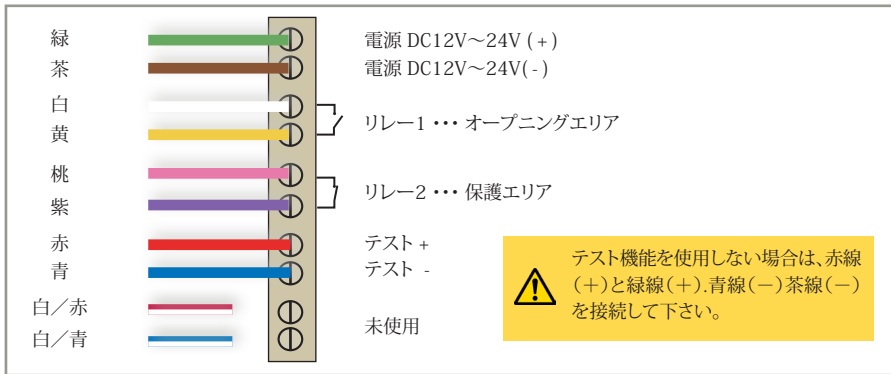 緑 電源 DC12V～24V (+)
茶 電源 DC12V～24V(-)
白
黄
リレー1 ・・・ オープニングエリア
桃
紫
リレー2 ・・・ 保護エリア
赤 テスト +
青 テスト -
白／赤
白／青
未使用
テスト機能を使用しない場合は、赤線
(＋)と緑線(＋).青線(－)茶線(－)
を接続して下さい。